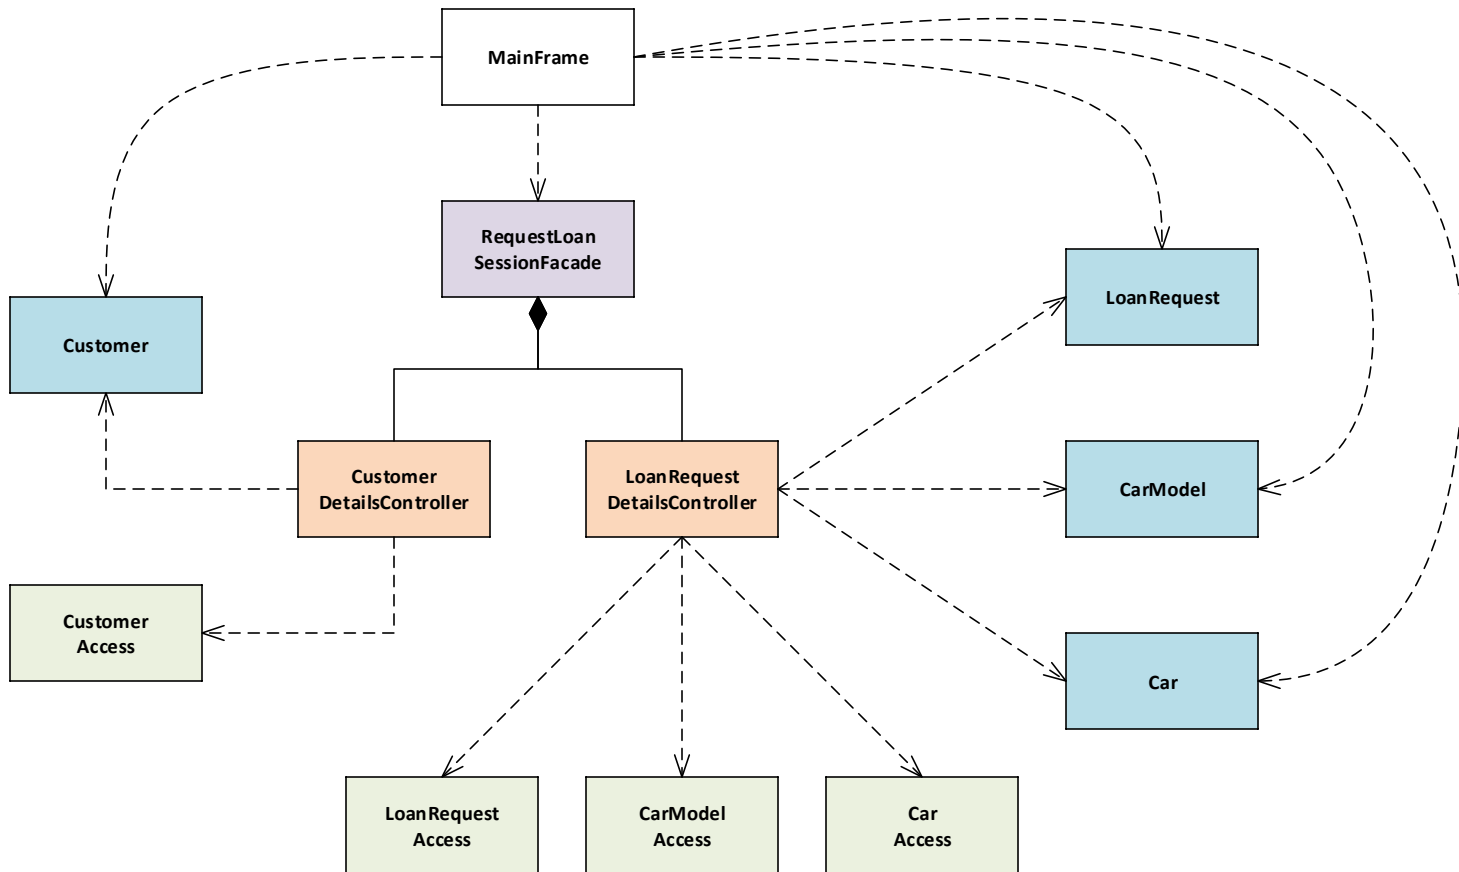 MainFrame
RequestLoan
SessionFacade
LoanRequest
Customer
Customer
DetailsController
LoanRequest
DetailsController
CarModel
Customer
Access
Car
LoanRequest
Access
CarModel
Access
Car
Access